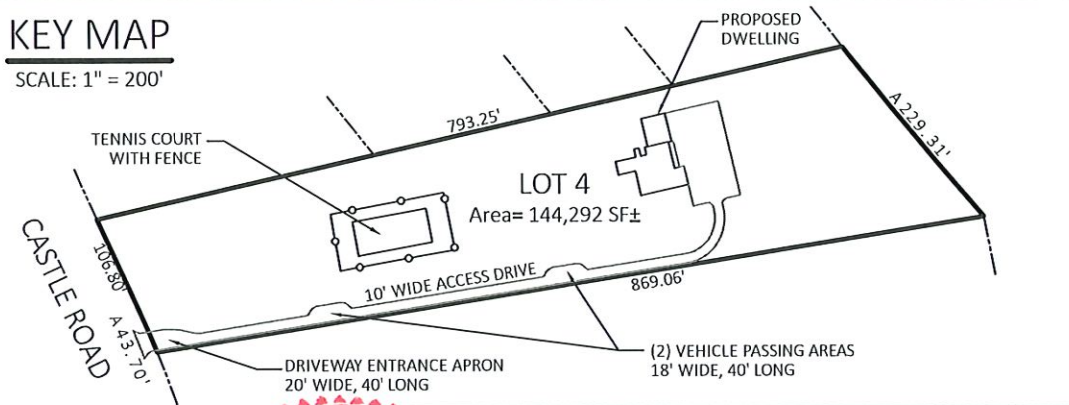 KEY MAP
SCALE: 1" = 200'
PROPOSED
DWELLING
793.25'
A 229.31'
TENNIS COURT
WITH FENCE
LOT 4
Area= 144,292 SF±
CASTLE ROAD
106.80'
A 43.70'
10' WIDE ACCESS DRIVE
869.06'
DRIVEWAY ENTRANCE APRON
20' WIDE, 40' LONG
(2) VEHICLE PASSING AREAS
18' WIDE, 40' LONG